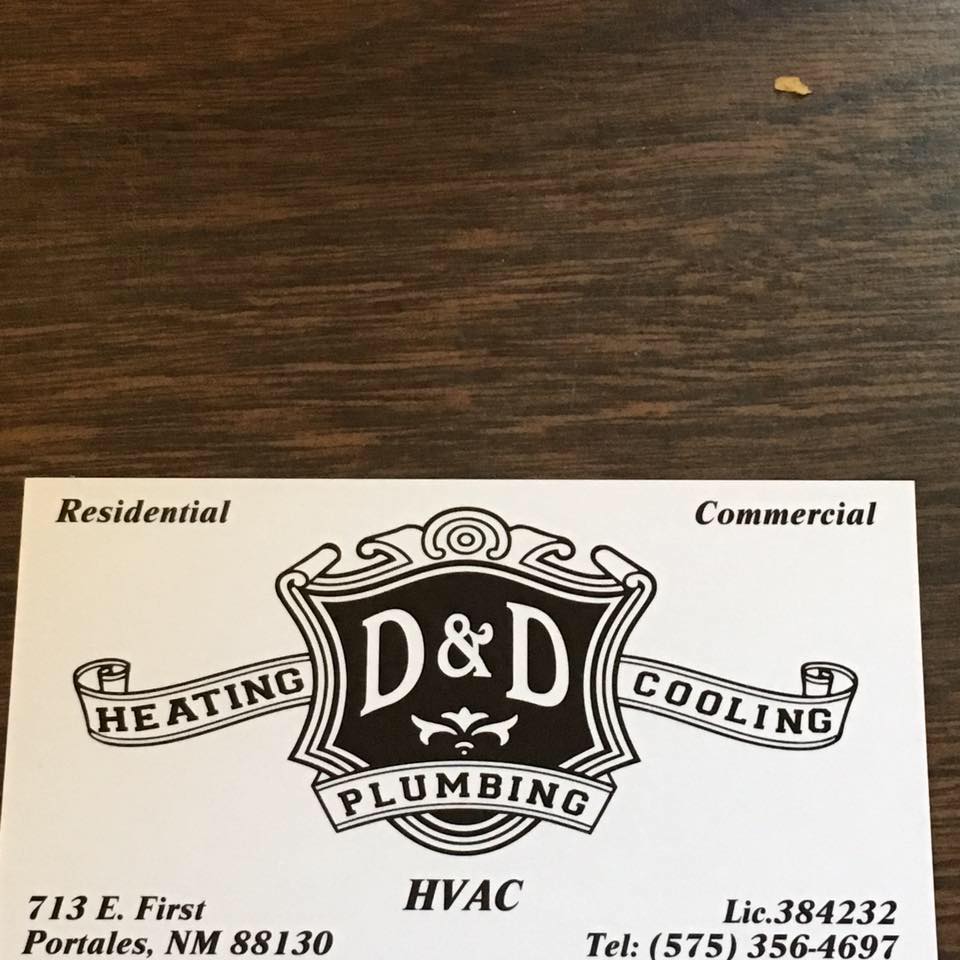 Residential
Commercial
D&D
HEATING
COOLING
PLUMBING
HVAC
713 E. First
Portales, NM 88130
Lic.384232
Tel: (575) 356-4697